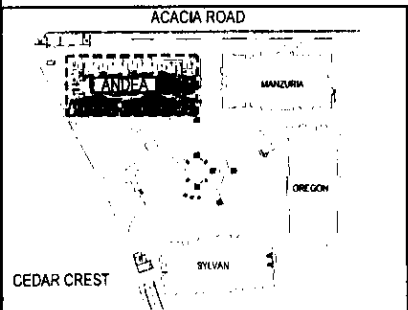 ACACIA ROAD
LANDEA
MANZURIA
OREGON
SYLVAN
CEDAR CREST